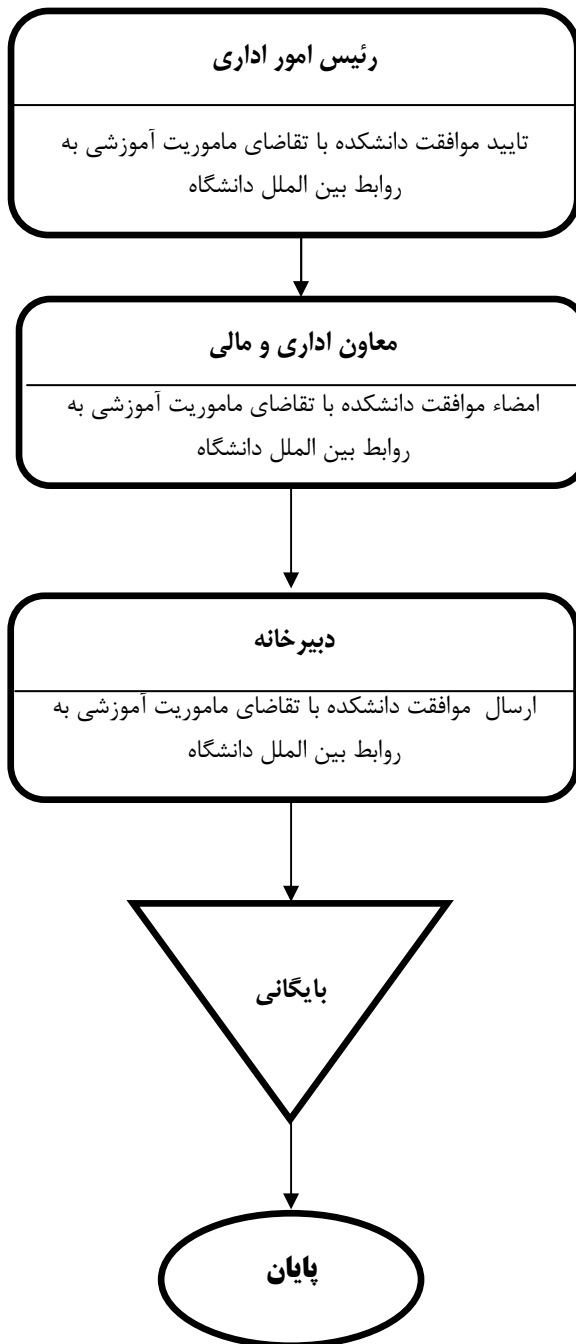 رئیس امور اداری
تایید موافقت دانشکده با تقاضای ماموریت آموزشی به
روابط بین الملل دانشگاه
معاون اداری و مالی
امضاء موافقت دانشکده با تقاضای ماموریت آموزشی به
روابط بین الملل دانشگاه
دبیرخانه
ارسال موافقت دانشکده با تقاضای ماموریت آموزشی به
روابط بین الملل دانشگاه
بایگانی
پایان